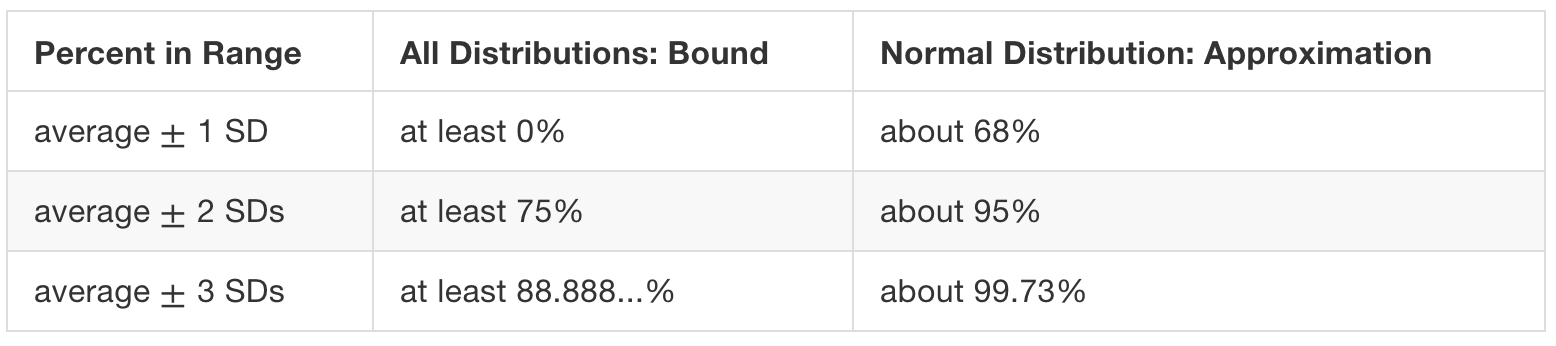 Percent in Range All Distributions: Bound Normal Distribution: Approximation
average ± 1 SD at least 0% about 68%
average ± 2 SDs at least 75% about 95%
average ± 3 SDs at least 88.888...% about 99.73%